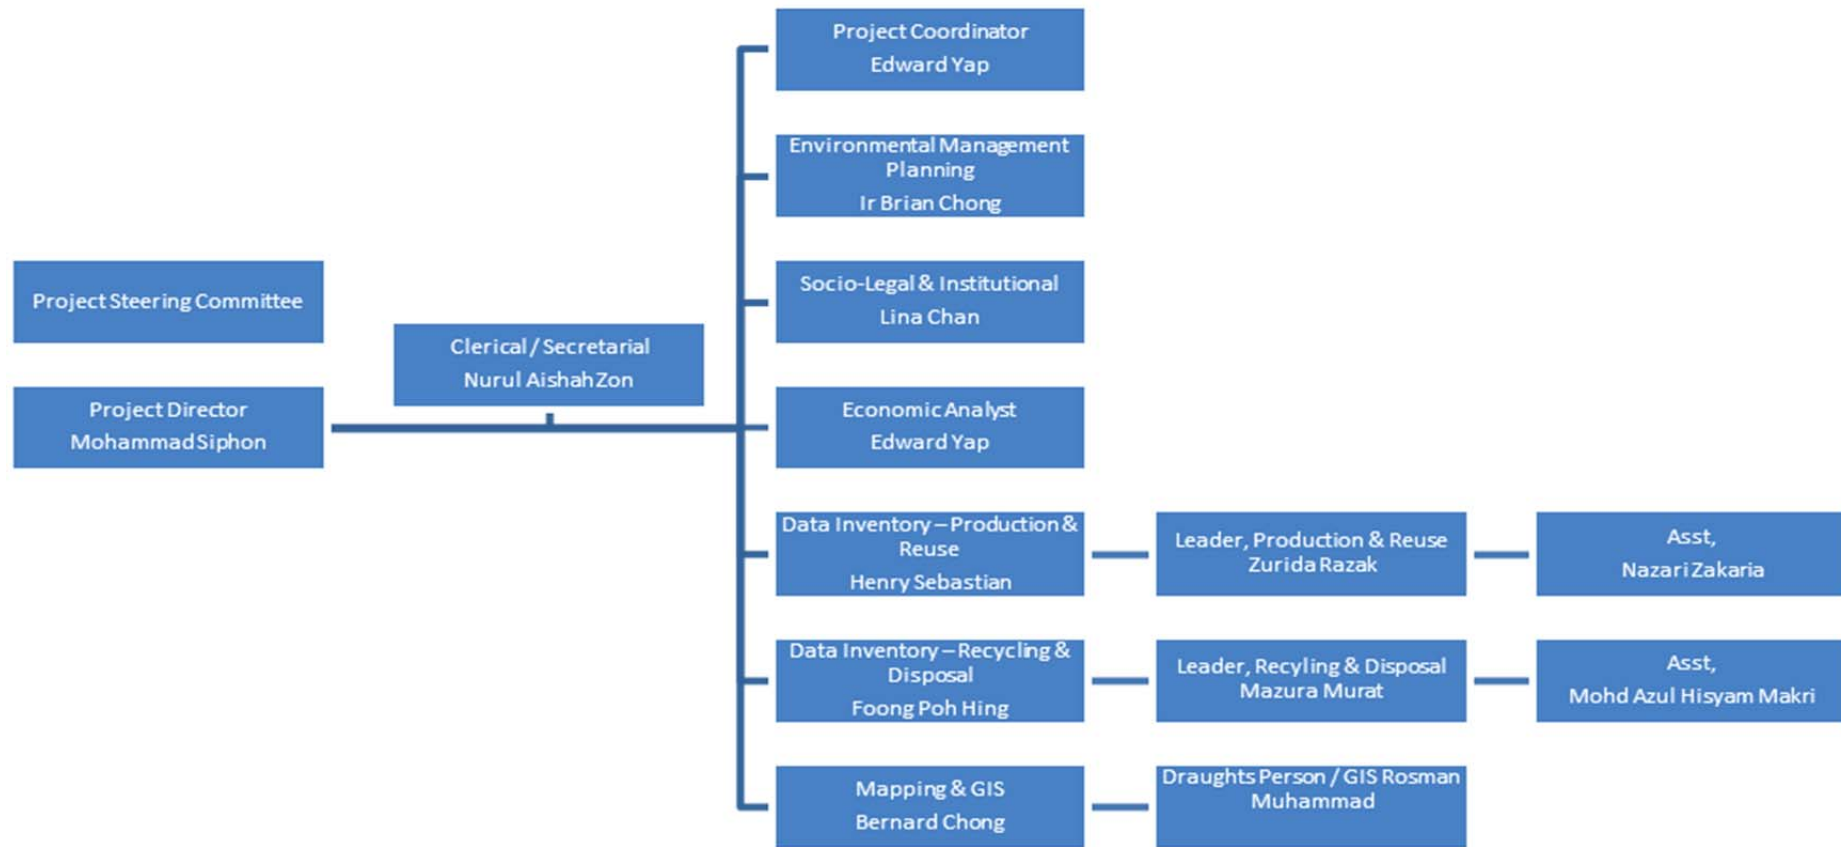 Project Coordinator
Edward Yap
Environmental Management
Planning
Ir Brian Chong
Project Steering Committee
Socio-Legal & Institutional
Lina Chan
Clerical / Secretarial
Nurul Aishah Zon
Project Director
Mohammad Siphon
Economic Analyst
Edward Yap
Data Inventory – Production &
Reuse
Henry Sebastian
Leader, Production & Reuse
Zurida Razak
Asst,
Nazari Zakaria
Data Inventory – Recycling &
Disposal
Foong Poh Hing
Leader, Recyling & Disposal
Mazura Murat
Asst,
Mohd Azul Hisyam Makri
Mapping & GIS
Bernard Chong
Draughts Person / GIS Rosman
Muhammad